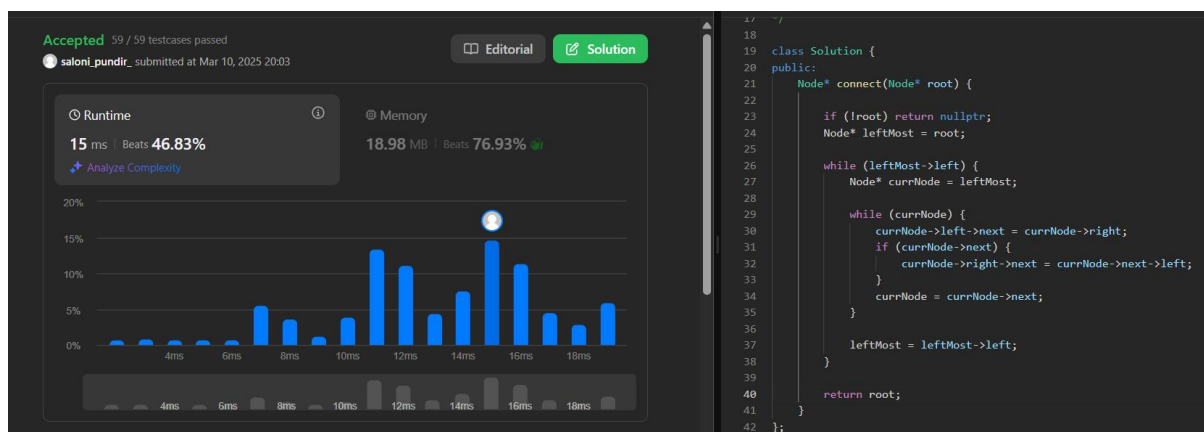 Accepted 59 / 59 testcases passed
saloni_pundir_ submitted at Mar 10, 2025 20:03
Editorial
Solution
Runtime
15 ms | Beats 46.83%
Analyze Complexity
Memory
18.98 MB | Beats 76.93%
20%
15%
10%
5%
0%
4ms 6ms 8ms 10ms 12ms 14ms 16ms 18ms
4ms 6ms 8ms 10ms 12ms 14ms 16ms 18ms
17 */
18
19 class Solution {
20 public:
21 Node* connect(Node* root) {
22
23 if (!root) return nullptr;
24 Node* leftMost = root;
25
26 while (leftMost->left) {
27 Node* currNode = leftMost;
28
29 while (currNode) {
30 currNode->left->next = currNode->right;
31 if (currNode->next) {
32 currNode->right->next = currNode->next->left;
33 }
34 currNode = currNode->next;
35 }
36
37 leftMost = leftMost->left;
38 }
39
40 return root;
41 }
42 };